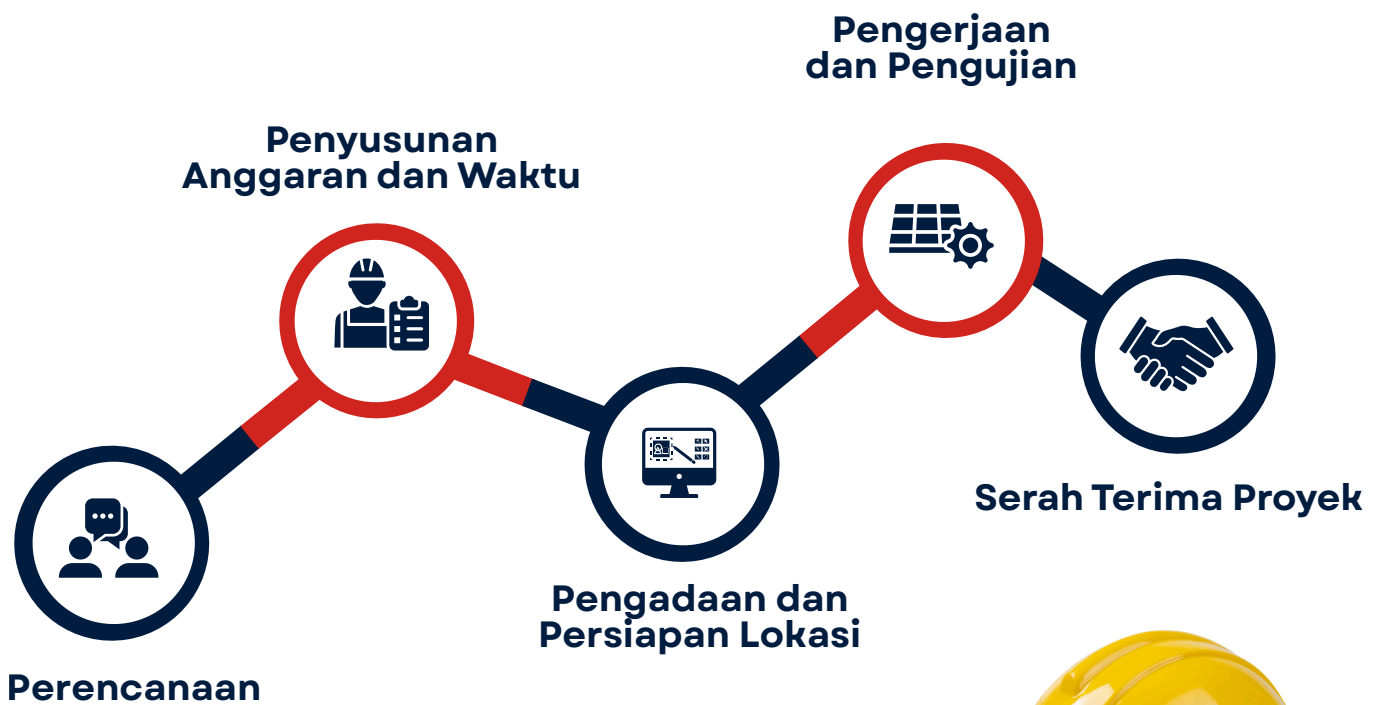 Perencanaan
Penyusunan
Anggaran dan Waktu
Pengadaan dan
Persiapan Lokasi
Pengerjaan
dan Pengujian
Serah Terima Proyek